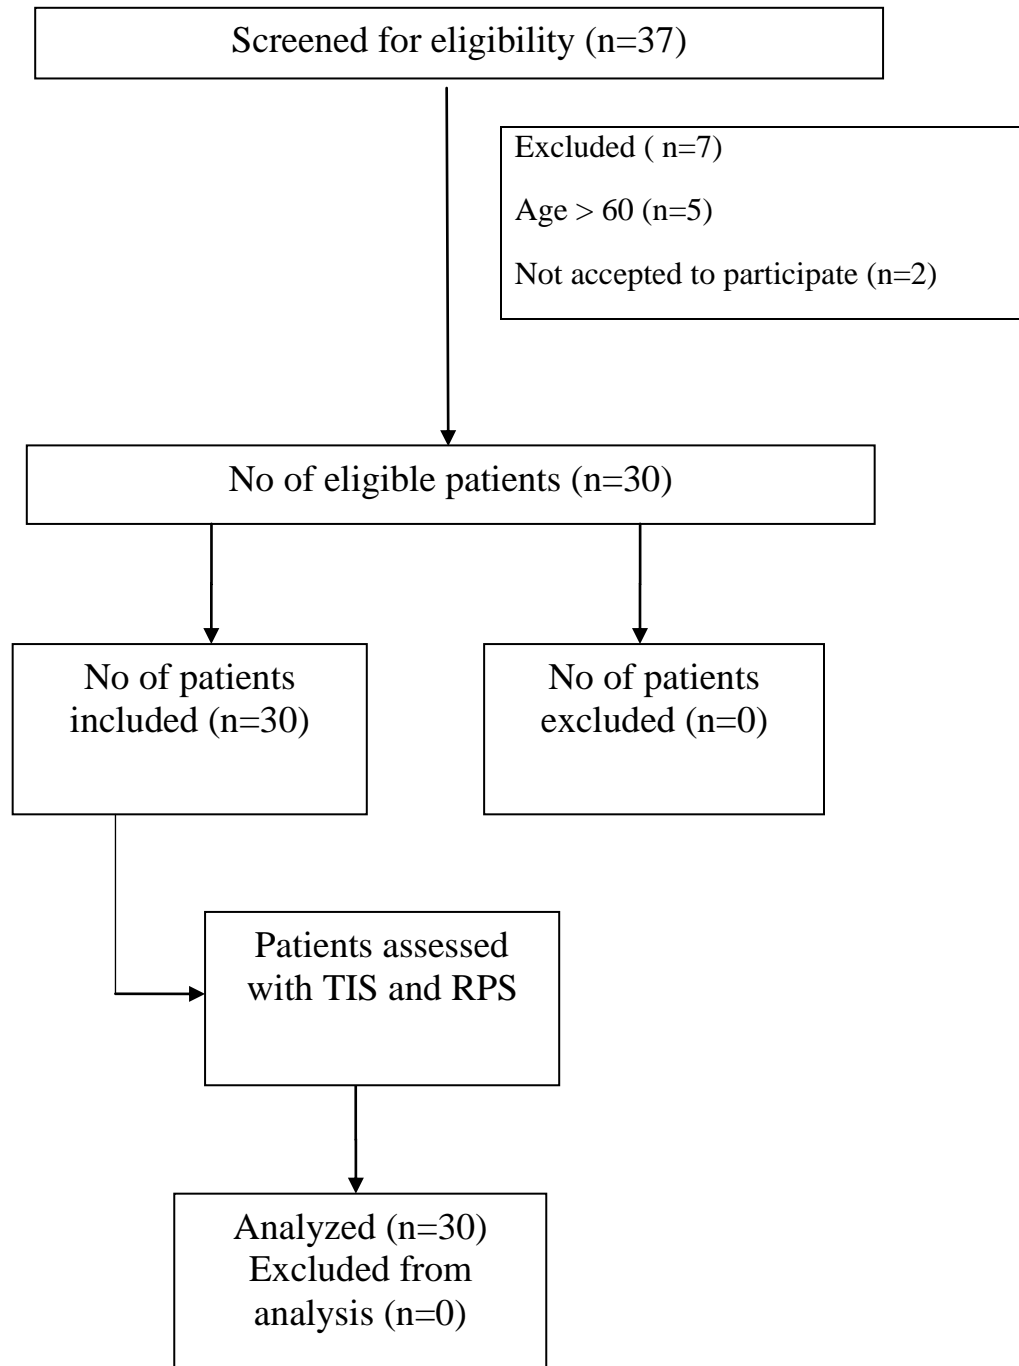 Screened for eligibility (n=37)
Excluded ( n=7)
Age > 60 (n=5)
Not accepted to participate (n=2)
No of eligible patients (n=30)
No of patients
included (n=30)
No of patients
excluded (n=0)
Patients assessed
with TIS and RPS
Analyzed (n=30)
Excluded from
analysis (n=0)